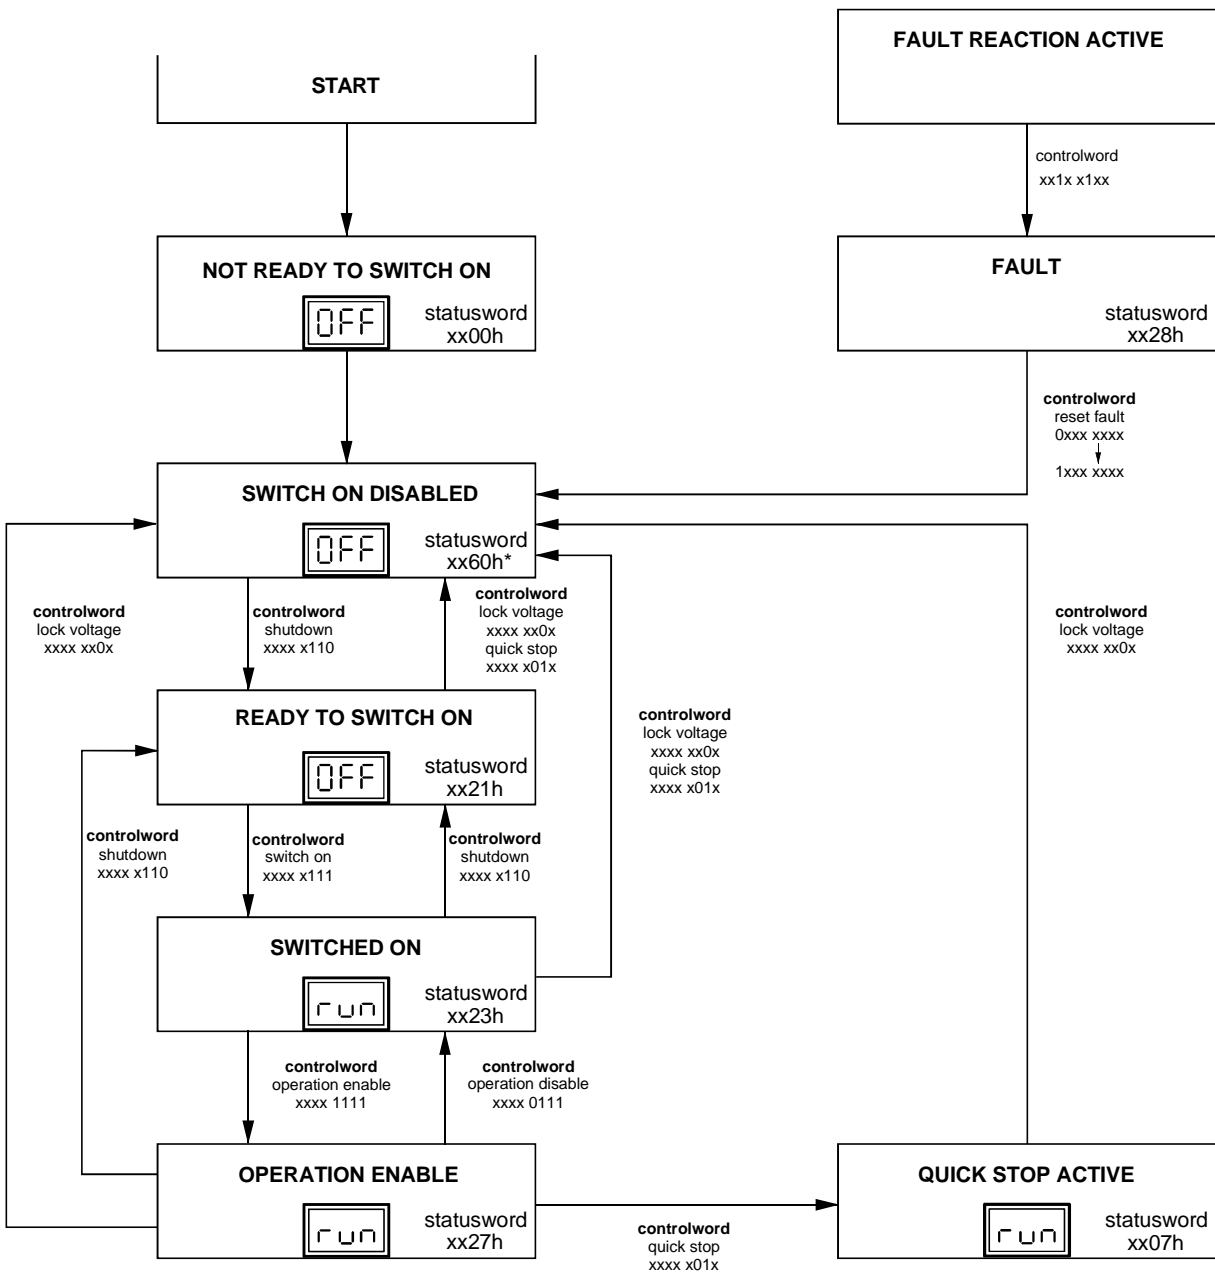 START
FAULT REACTION ACTIVE
controlword
xx1x x1xx
NOT READY TO SWITCH ON
OFF
statusword
xx00h
FAULT
statusword
xx28h
controlword
reset fault
0xxx xxxx
1xxx xxxx
SWITCH ON DISABLED
OFF
statusword
xx60h*
controlword
lock voltage
xxxx xx0x
controlword
shutdown
xxxx x110
controlword
lock voltage
xxxx xx0x
quick stop
xxxx x01x
controlword
lock voltage
xxxx xx0x
READY TO SWITCH ON
OFF
statusword
xx21h
controlword
lock voltage
xxxx xx0x
quick stop
xxxx x01x
controlword
shutdown
xxxx x110
controlword
switch on
xxxx x111
controlword
shutdown
xxxx x110
SWITCHED ON
run
statusword
xx23h
controlword
operation enable
xxxx 1111
controlword
operation disable
xxxx 0111
OPERATION ENABLE
run
statusword
xx27h
controlword
quick stop
xxxx x01x
QUICK STOP ACTIVE
run
statusword
xx07h